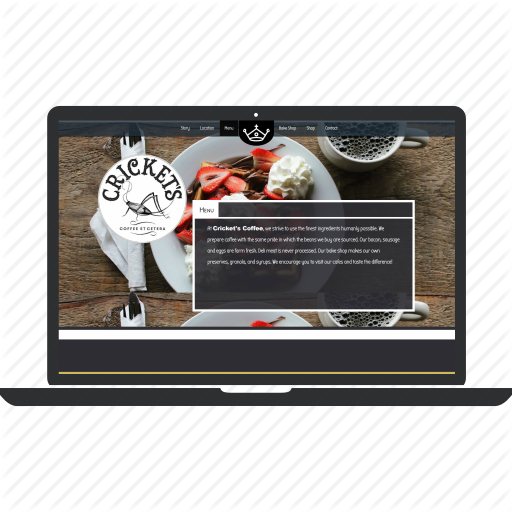 Story Location Menu Bake Shop Shop Contact
CRICKET'S
COFFEE ET CETERA
Menu
At Cricket's Coffee, we strive to use the finest ingredients humanly possible. We
prepare coffee with the same pride in which the beans we buy are sourced. Our bacon, sausage
and eggs are farm fresh. Deli meat is never processed. Our bake shop makes our own
preserves, granola, and syrups. We encourage you to visit our cafes and taste the difference!